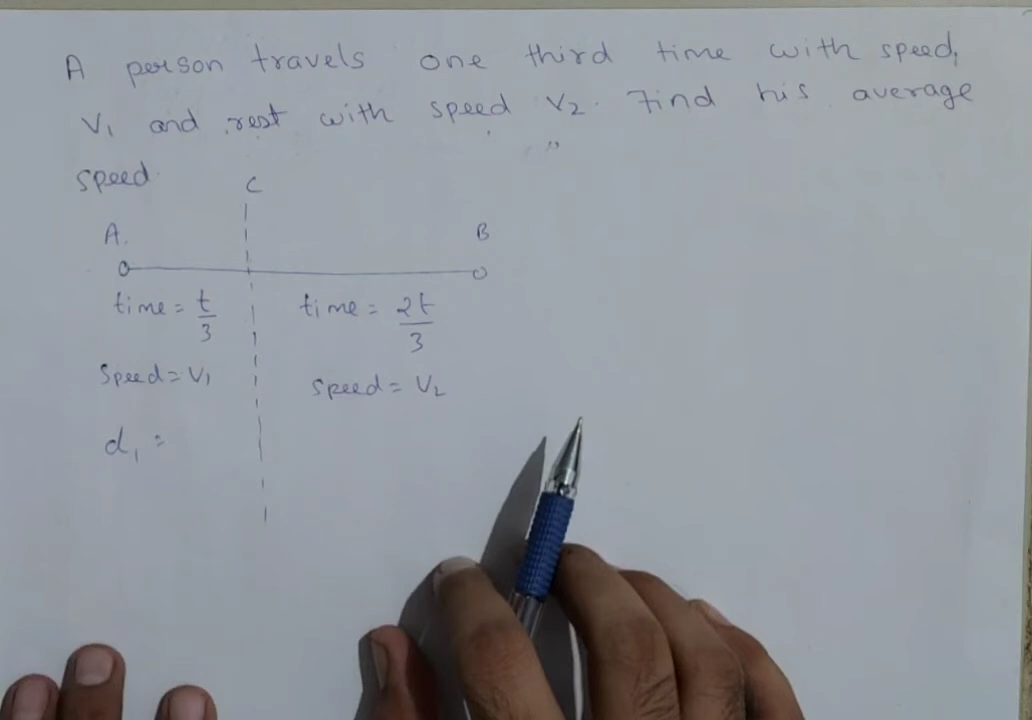 A person travels one third time with speed,
V₁ and rest with speed V₂. Find his average
speed.
C
A. B
time = t/3 time = 2t/3
Speed = V₁ speed = V₂
d₁ =